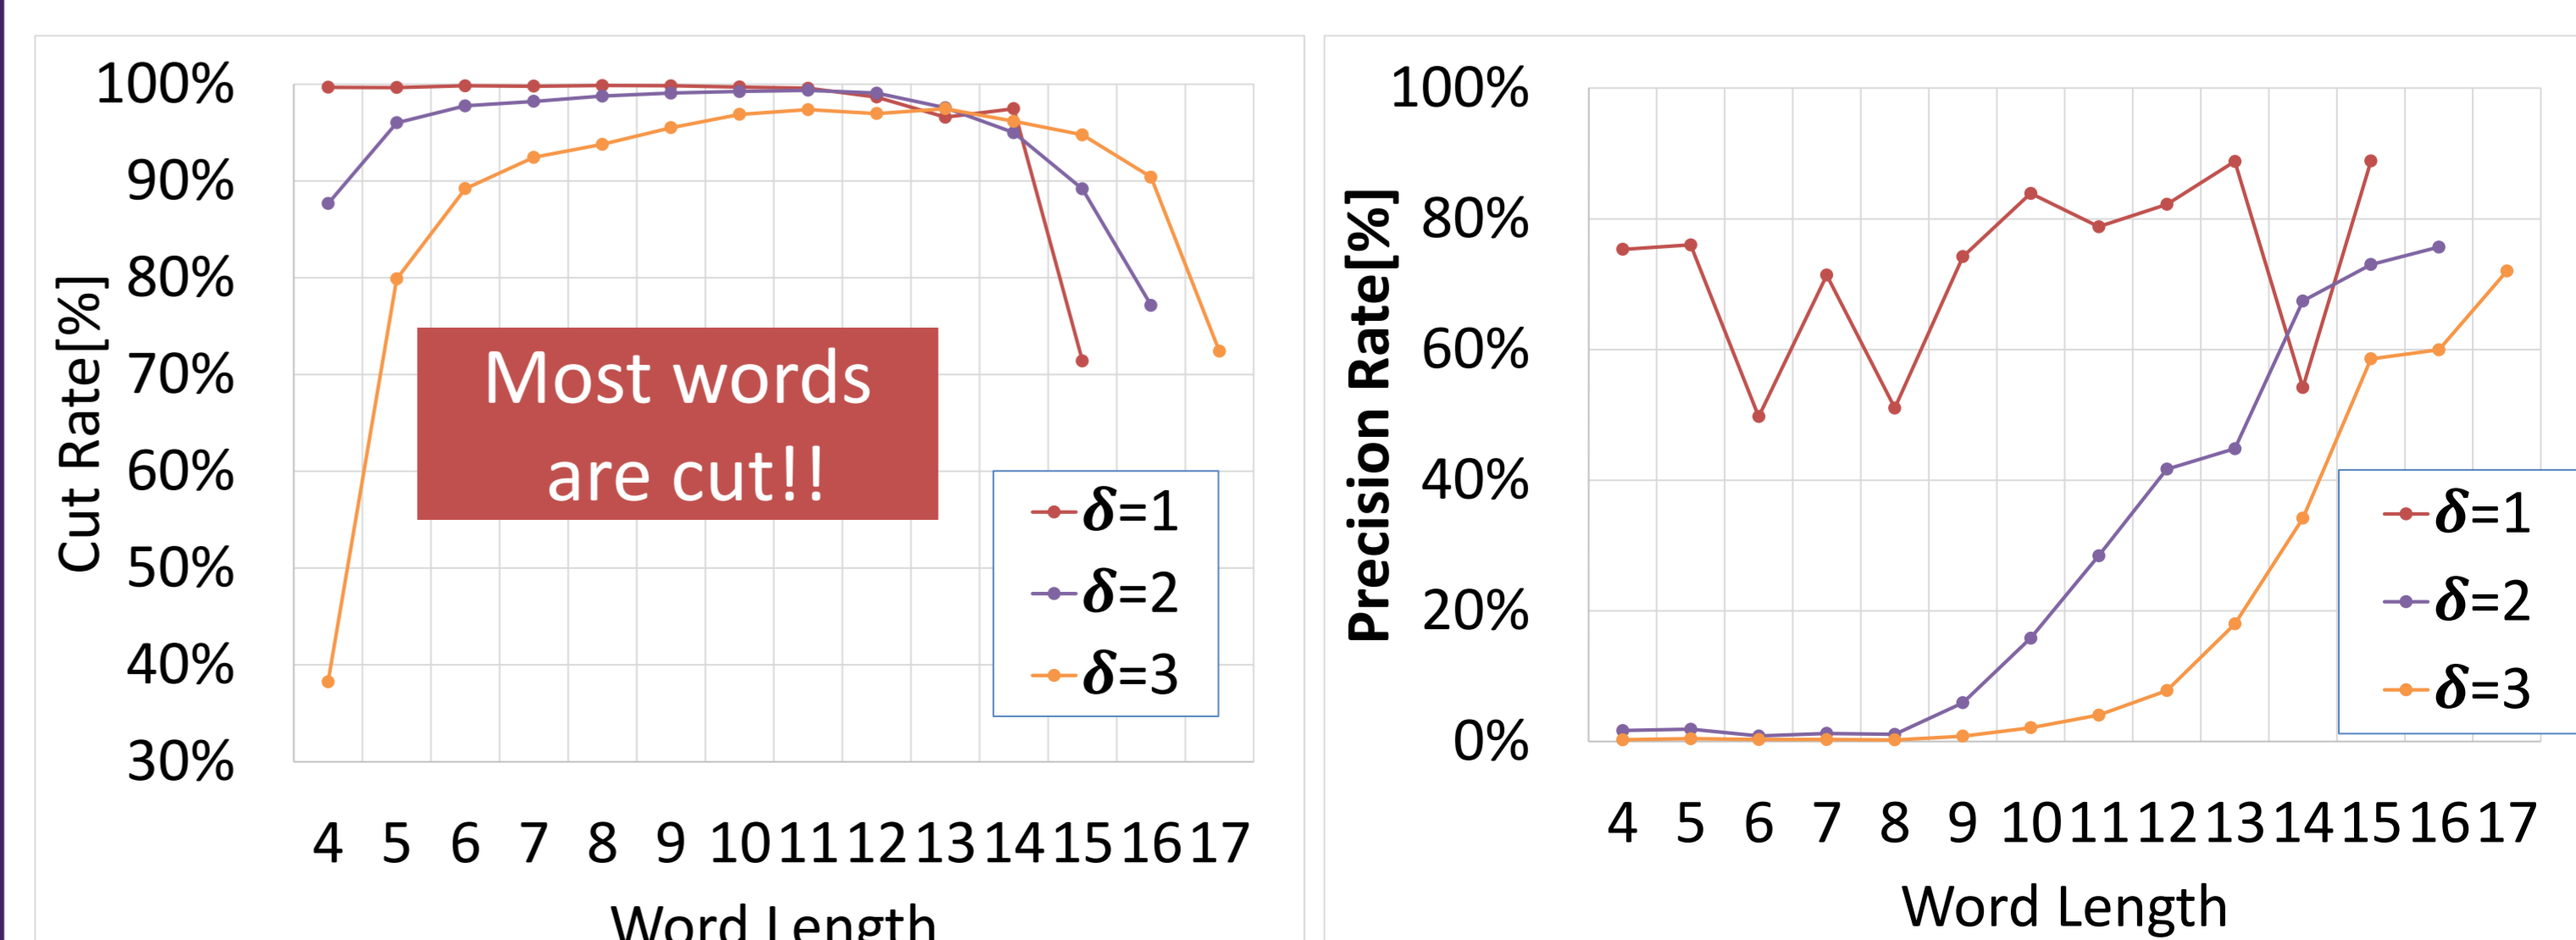 100%
90%
80%
70%
60%
50%
40%
30%
Cut Rate[%]
Most words
are cut!!
δ=1
δ=2
δ=3
4 5 6 7 8 9 10 11 12 13 14 15 16 17
Word Length
100%
80%
60%
40%
20%
0%
Precision Rate[%]
δ=1
δ=2
δ=3
4 5 6 7 8 9 10 11 12 13 14 15 16 17
Word Length